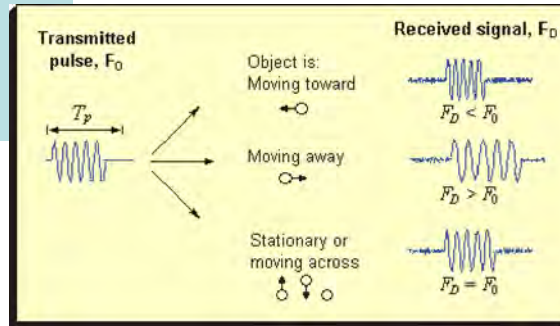 Transmitted
pulse, F0
Tp
Object is:
Moving toward
Moving away
Stationary or
moving across
Received signal, FD
FD < F0
FD > F0
FD = F0